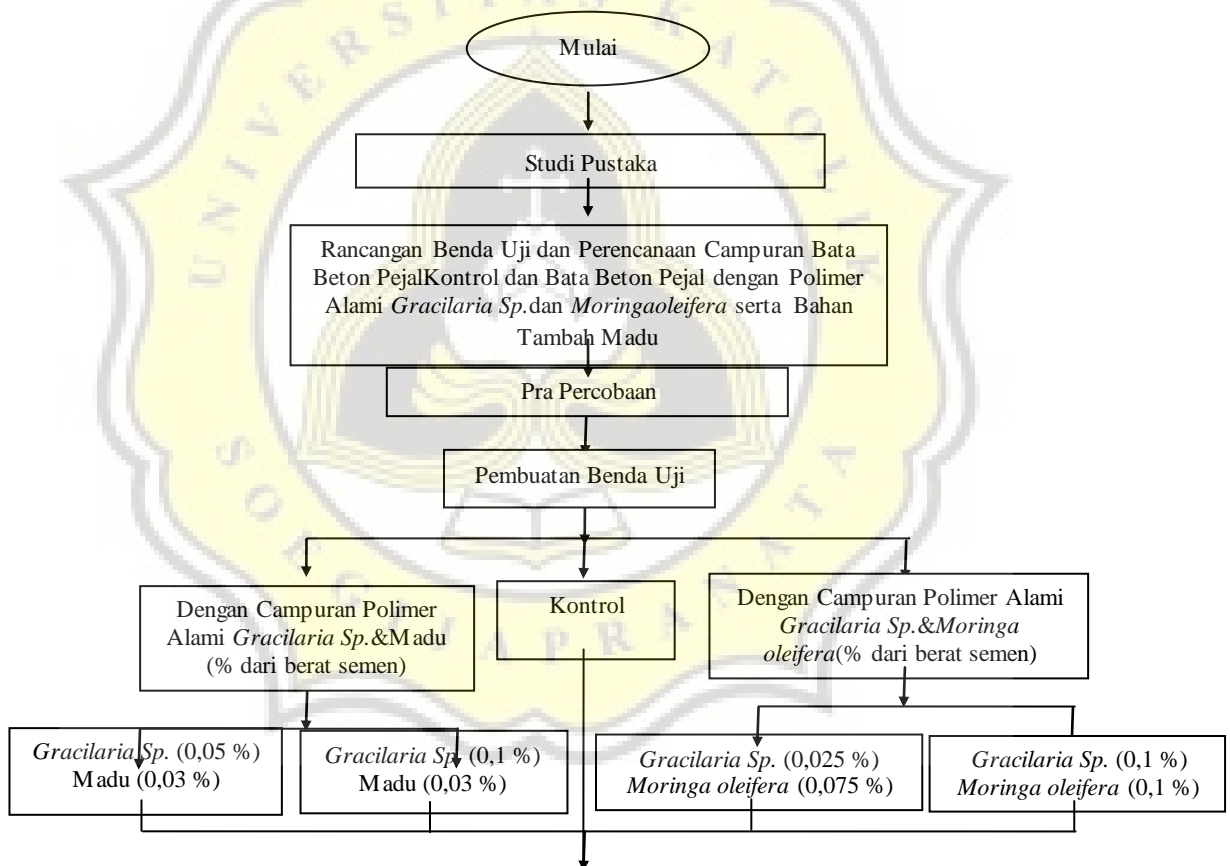 UNIVERSITAS KATOLIK
SOEGIJAPRANATA
Mulai
Studi Pustaka
Rancangan Benda Uji dan Perencanaan Campuran Bata
Beton PejalKontrol dan Bata Beton Pejal dengan Polimer
Alami Gracilaria Sp.dan Moringaoleifera serta Bahan
Tambah Madu
Pra Percobaan
Pembuatan Benda Uji
Dengan Campuran Polimer
Alami Gracilaria Sp.&Madu
(% dari berat semen)
Kontrol
Dengan Campuran Polimer Alami
Gracilaria Sp.&Moringa
oleifera(% dari berat semen)
Gracilaria Sp. (0,05 %)
Madu (0,03 %)
Gracilaria Sp. (0,1 %)
Madu (0,03 %)
Gracilaria Sp. (0,025 %)
Moringa oleifera (0,075 %)
Gracilaria Sp. (0,1 %)
Moringa oleifera (0,1 %)